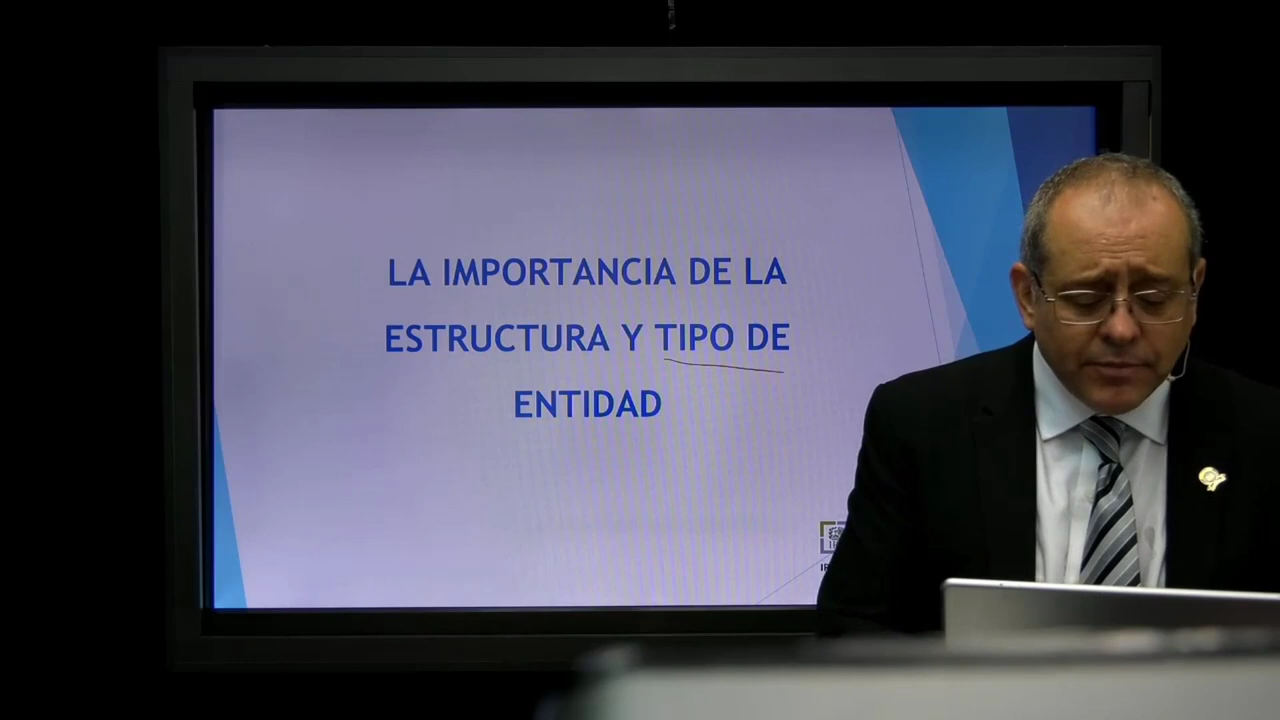 LA IMPORTANCIA DE LA
ESTRUCTURA Y TIPO DE
ENTIDAD